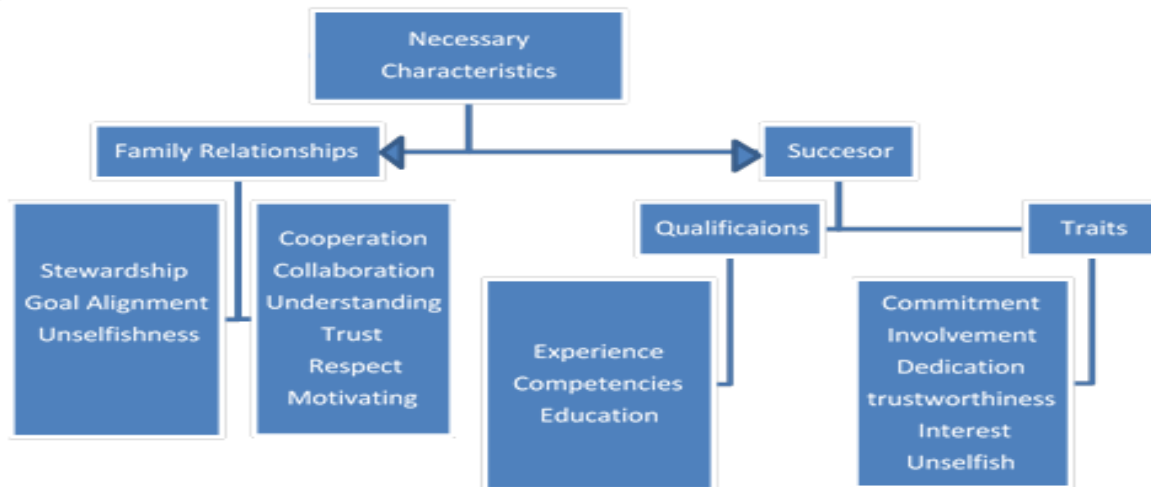 Necessary
Characteristics
Family Relationships
Succesor
Stewardship
Goal Alignment
Unselfishness
Cooperation
Collaboration
Understanding
Trust
Respect
Motivating
Qualificaions
Traits
Experience
Competencies
Education
Commitment
Involvement
Dedication
trustworthiness
Interest
Unselfish